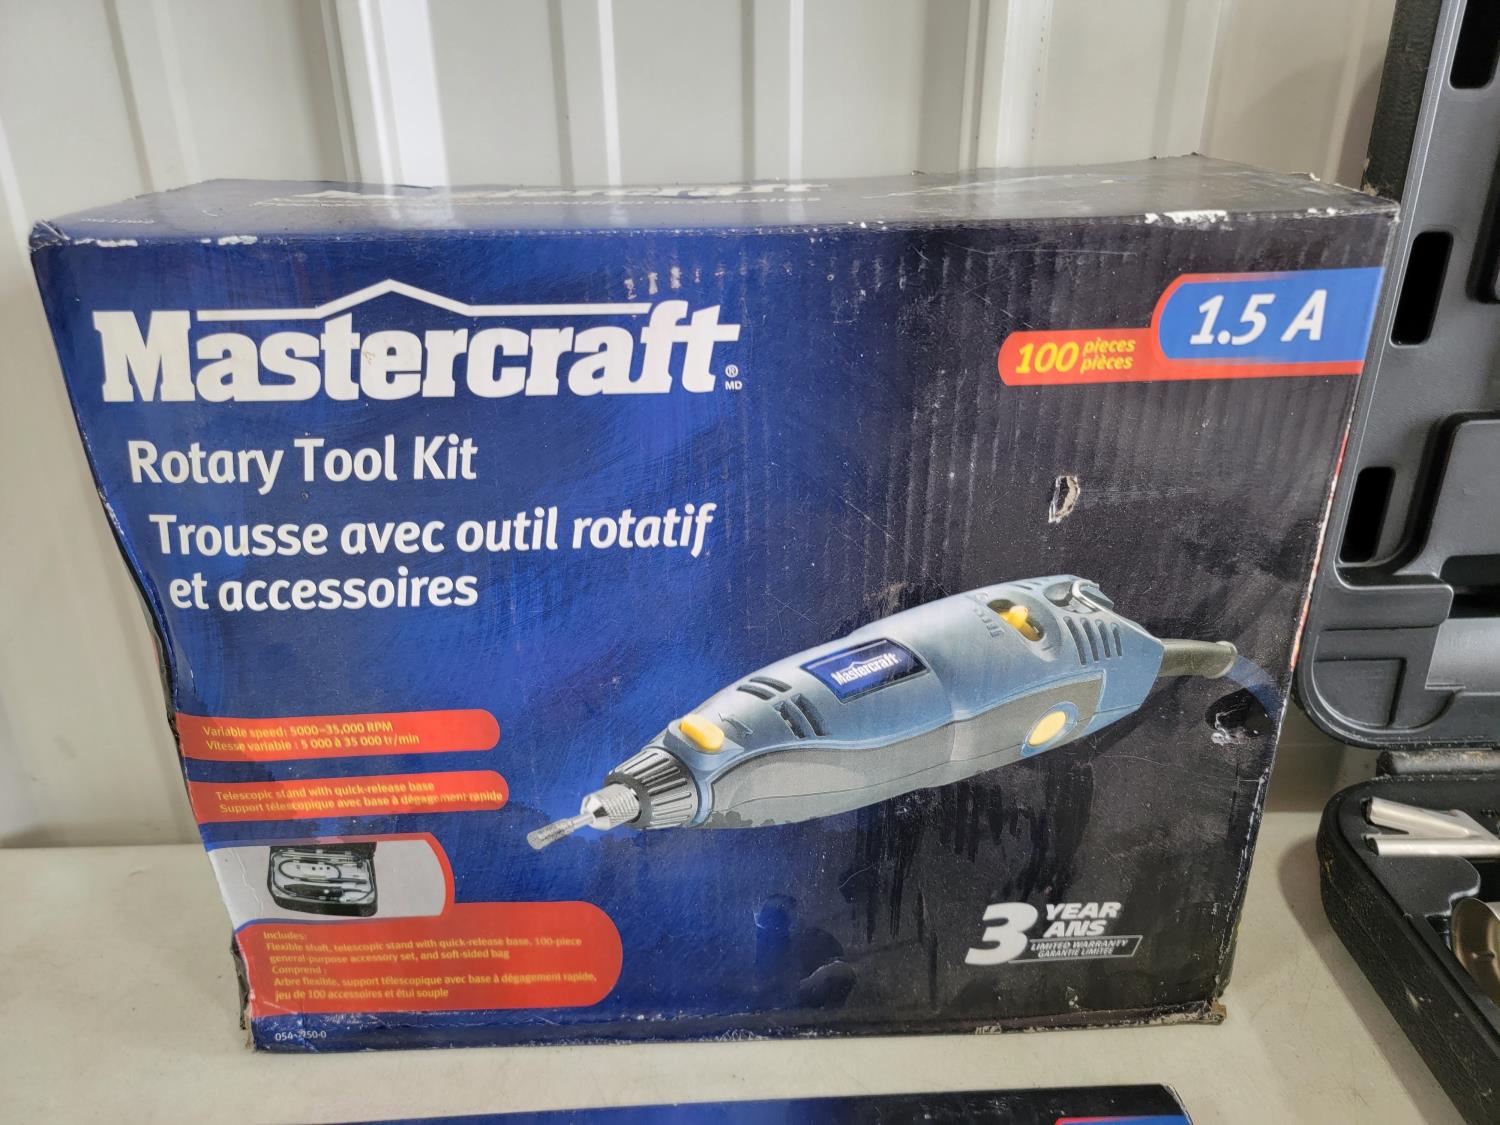 Mastercraft®
MD
Rotary Tool Kit
Trousse avec outil rotatif
et accessoires
100 pieces
pièces
1.5 A
Mastercraft
Variable speed: 5000–35,000 RPM
Vitesse variable : 5 000 à 35 000 tr/min
Telescopic stand with quick-release base
Support télescopique avec base à dégagement rapide
Includes:
Flexible shaft, telescopic stand with quick-release base, 100-piece
general-purpose accessory set, and soft-sided bag
Comprend :
Arbre flexible, support télescopique avec base à dégagement rapide,
jeu de 100 accessoires et étui souple
3 YEAR
ANS
LIMITED WARRANTY
GARANTIE LIMITÉE